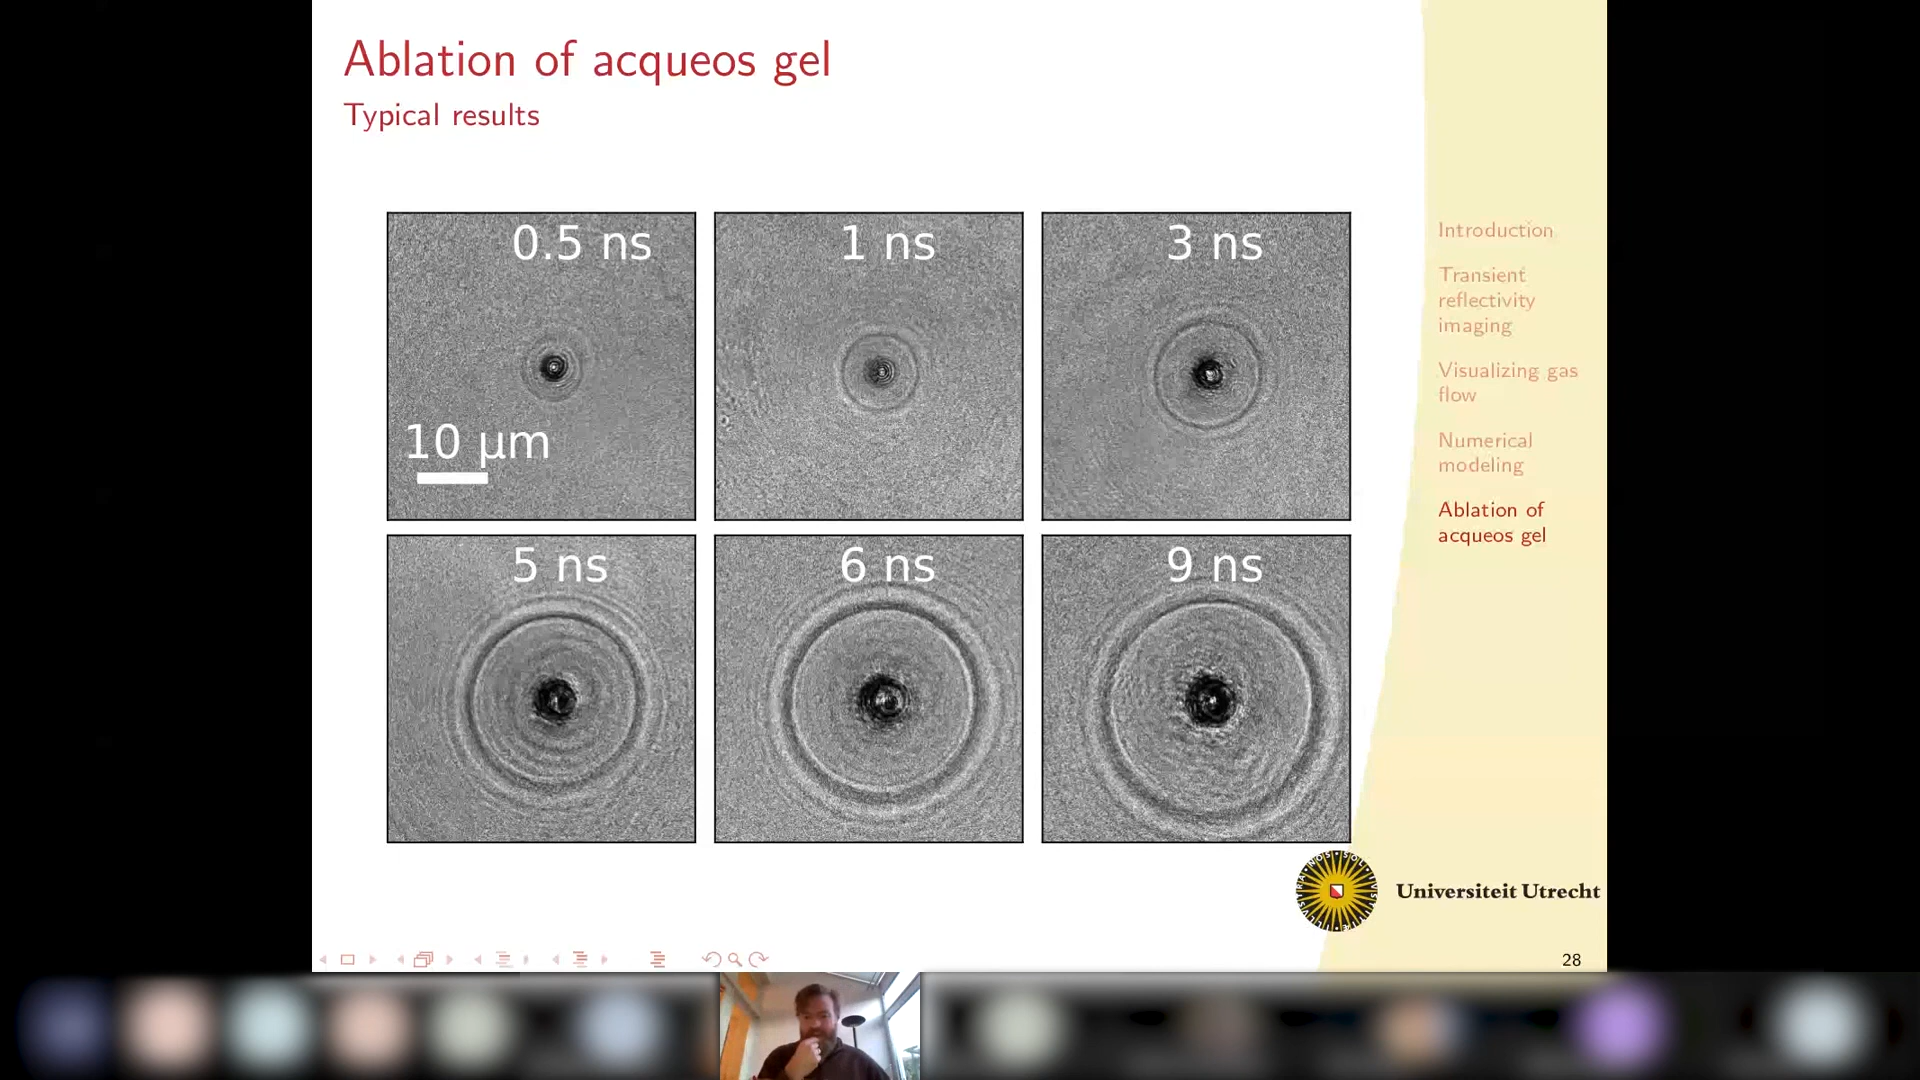 Ablation of acqueos gel
Typical results
0.5 ns
1 ns
3 ns
10 µm
5 ns
6 ns
9 ns
Introduction
Transient
reflectivity
imaging
Visualizing gas
flow
Numerical
modeling
Ablation of
acqueos gel
Universiteit Utrecht
28